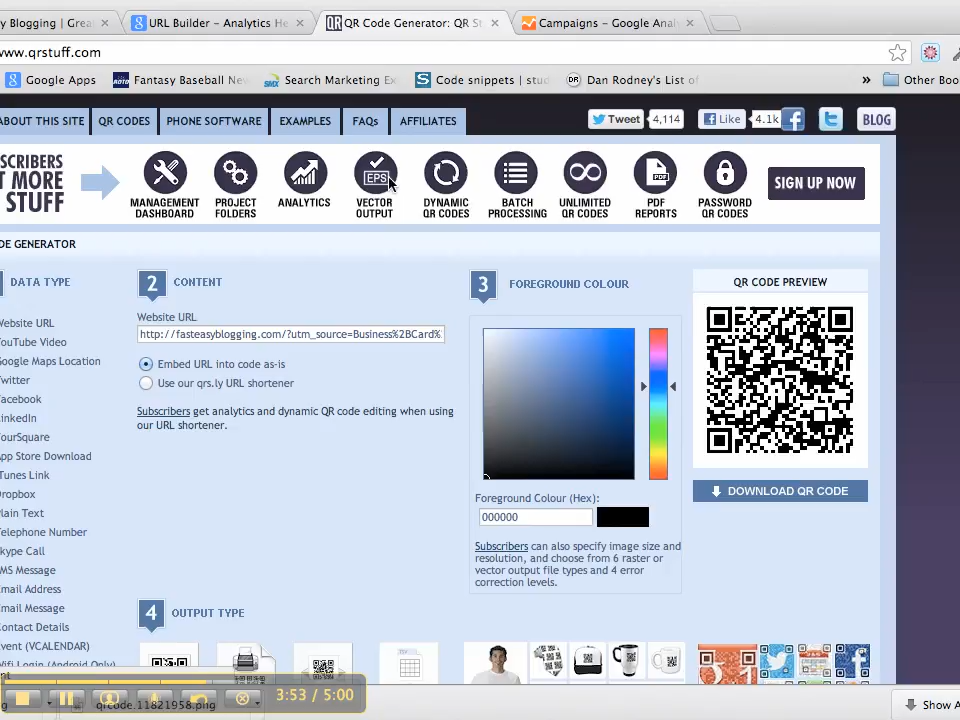 y Blogging | Grea
URL Builder – Analytics He
QR Code Generator: QR St
Campaigns – Google Anal
www.qrstuff.com
Google Apps
Fantasy Baseball New
Search Marketing Ex
Code snippets | stud
Dan Rodney's List of
»
Other Boo
ABOUT THIS SITE
QR CODES
PHONE SOFTWARE
EXAMPLES
FAQs
AFFILIATES
Tweet
4,114
Like
4.1k
BLOG
SCRIBERS
T MORE
STUFF
MANAGEMENT
DASHBOARD
PROJECT
FOLDERS
ANALYTICS
EPS
VECTOR
OUTPUT
DYNAMIC
QR CODES
BATCH
PROCESSING
UNLIMITED
QR CODES
PDF
REPORTS
PASSWORD
QR CODES
SIGN UP NOW
DE GENERATOR
DATA TYPE
Website URL
YouTube Video
Google Maps Location
Twitter
Facebook
LinkedIn
FourSquare
App Store Download
iTunes Link
Dropbox
Plain Text
Telephone Number
Skype Call
SMS Message
Email Address
Email Message
Contact Details
Event (VCALENDAR)
Wifi Login (Android Only)
2 CONTENT
Website URL
http://fasteasyblogging.com/?utm_source=Business%2BCard%
Embed URL into code as-is
Use our qrs.ly URL shortener
Subscribers get analytics and dynamic QR code editing when using
our URL shortener.
3 FOREGROUND COLOUR
Foreground Colour (Hex):
000000
Subscribers can also specify image size and
resolution, and choose from 6 raster or
vector output file types and 4 error
correction levels.
QR CODE PREVIEW
DOWNLOAD QR CODE
4 OUTPUT TYPE
3:53 / 5:00
qrcode.11821958.png
Show A